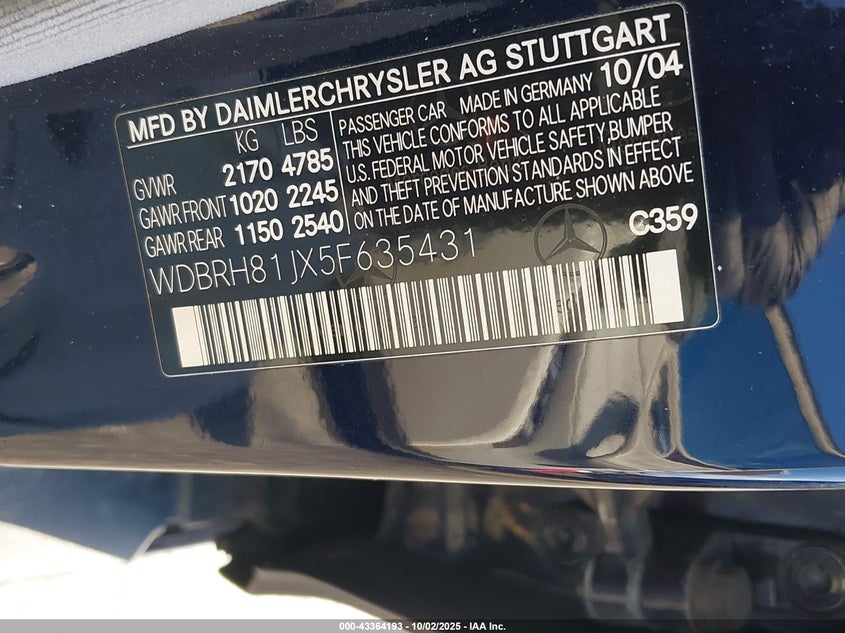 MFD BY DAIMLERCHRYSLER AG STUTTGART
KG LBS
GVWR 2170 4785
GAWR FRONT 1020 2245
GAWR REAR 1150 2540
10/04
PASSENGER CAR MADE IN GERMANY
THIS VEHICLE CONFORMS TO ALL APPLICABLE
U.S. FEDERAL MOTOR VEHICLE SAFETY, BUMPER
AND THEFT PREVENTION STANDARDS IN EFFECT
ON THE DATE OF MANUFACTURE SHOWN ABOVE
C359
WDBRH81JX5F635431
000-43364193 - 10/02/2025 - IAA Inc.